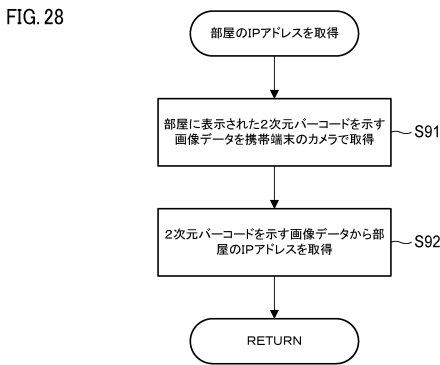 FIG. 28
部屋のIPアドレスを取得
部屋に表示された2次元バーコードを示す
画像データを携帯端末のカメラで取得
S91
2次元バーコードを示す画像データから部
屋のIPアドレスを取得
S92
RETURN